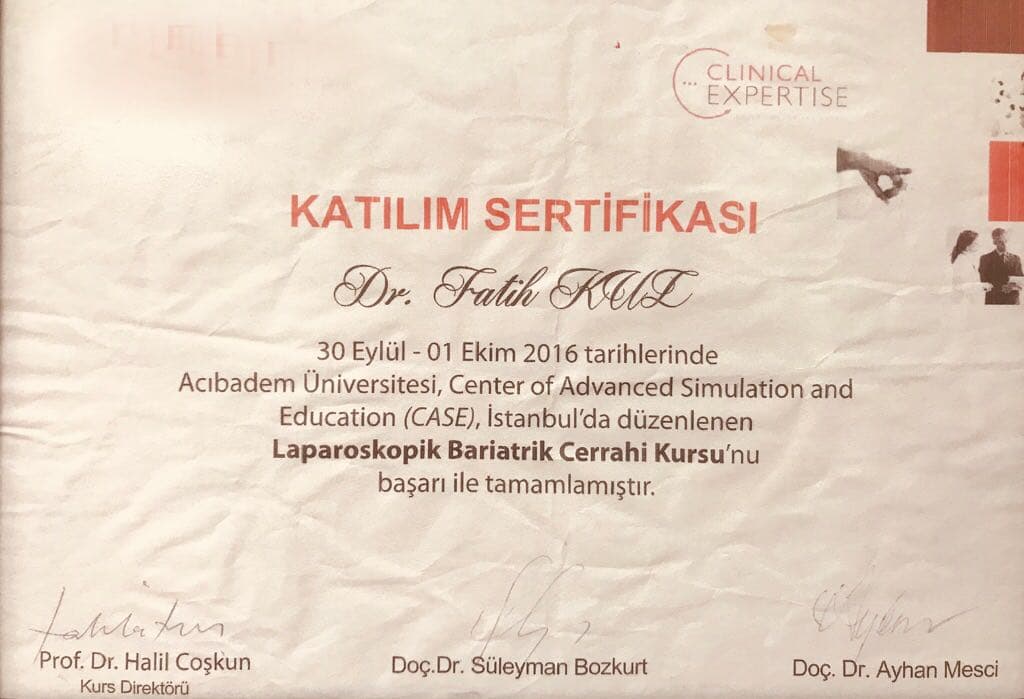 CLINICAL
EXPERTISE
KATILIM SERTİFİKASI
Dr. Fatih KUL
30 Eylül - 01 Ekim 2016 tarihlerinde
Acıbadem Üniversitesi, Center of Advanced Simulation and
Education (CASE), İstanbul'da düzenlenen
Laparoskopik Bariatrik Cerrahi Kursu'nu
başarı ile tamamlamıştır.
Prof. Dr. Halil Coşkun
Kurs Direktörü
Doç.Dr. Süleyman Bozkurt
Doç. Dr. Ayhan Mesci